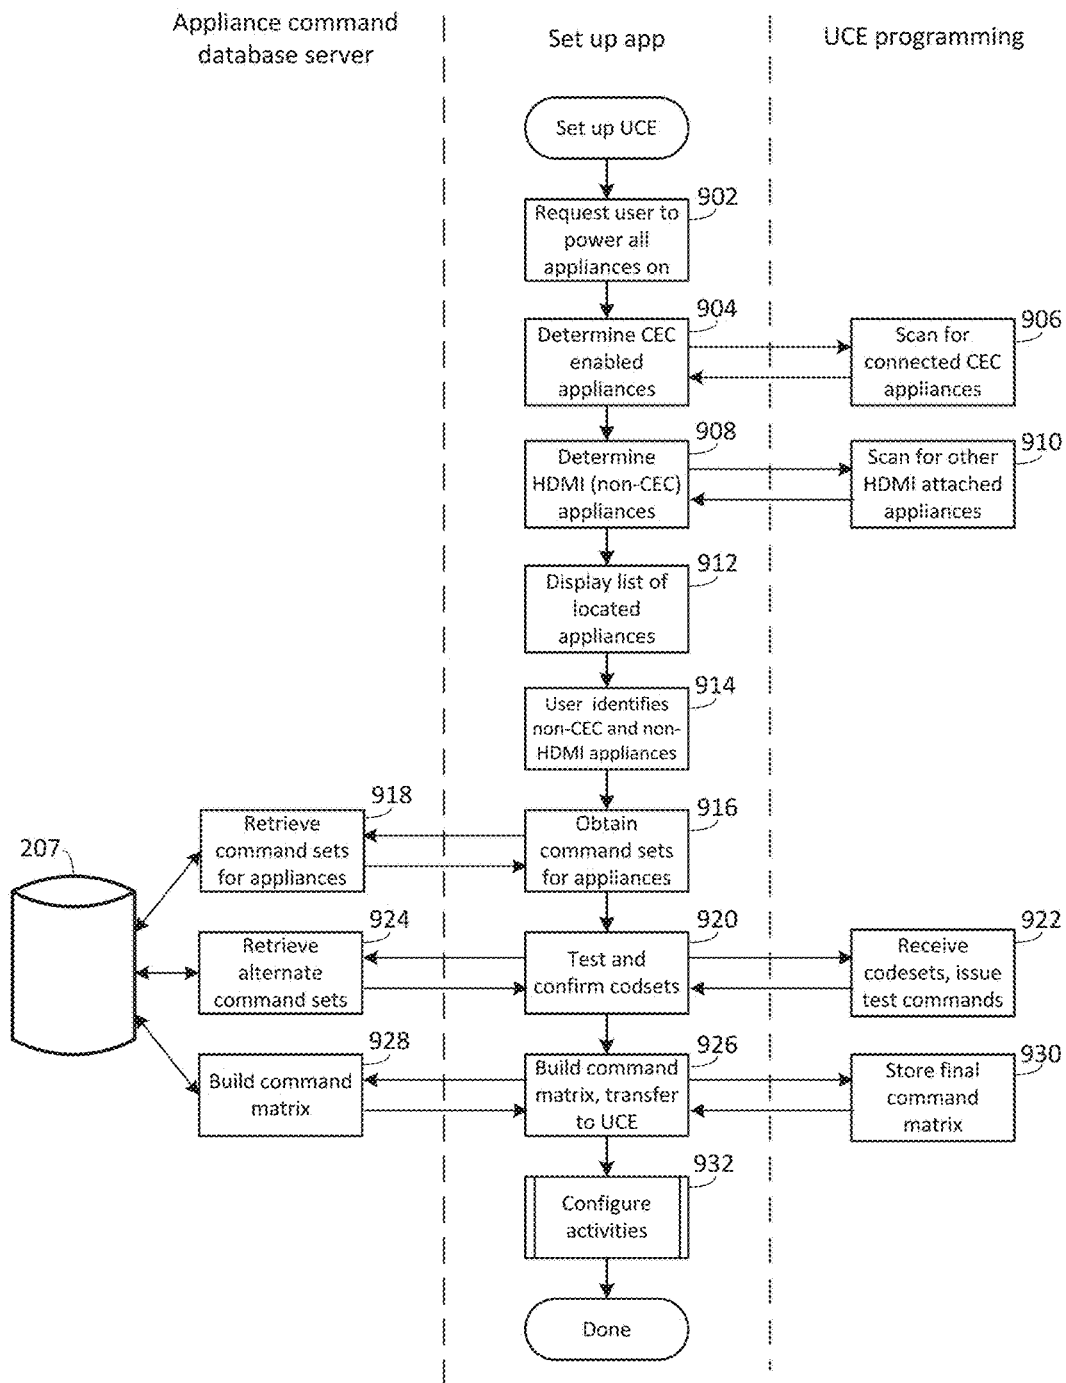 Appliance command
database server
Set up app
UCE programming
Set up UCE
902
Request user to
power all
appliances on
904
Determine CEC
enabled
appliances
906
Scan for
connected CEC
appliances
908
Determine
HDMI (non-CEC)
appliances
910
Scan for other
HDMI attached
appliances
912
Display list of
located
appliances
914
User identifies
non-CEC and non-
HDMI appliances
918
Retrieve
command sets
for appliances
916
Obtain
command sets
for appliances
207
924
Retrieve
alternate
command sets
920
Test and
confirm codsets
922
Receive
codesets, issue
test commands
928
Build command
matrix
926
Build command
matrix, transfer
to UCE
930
Store final
command
matrix
932
Configure
activities
Done